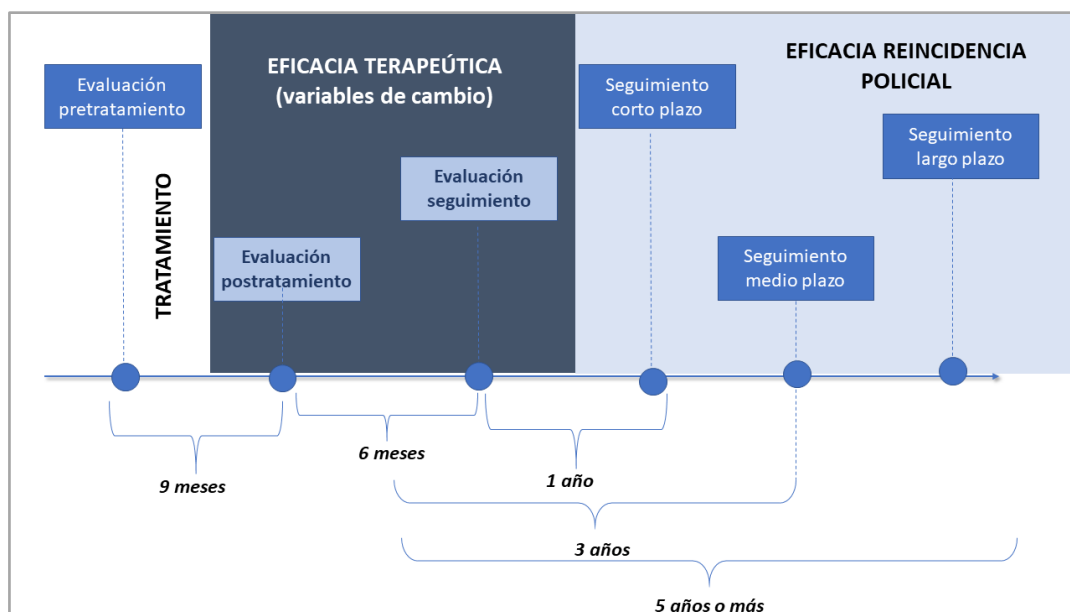 Evaluación
pretratamiento
TRATAMIENTO
EFICACIA TERAPEÚTICA
(variables de cambio)
Evaluación
postratamiento
Evaluación
seguimiento
EFICACIA REINCIDENCIA
POLICIAL
Seguimiento
corto plazo
Seguimiento
medio plazo
Seguimiento
largo plazo
9 meses
6 meses
1 año
3 años
5 años o más